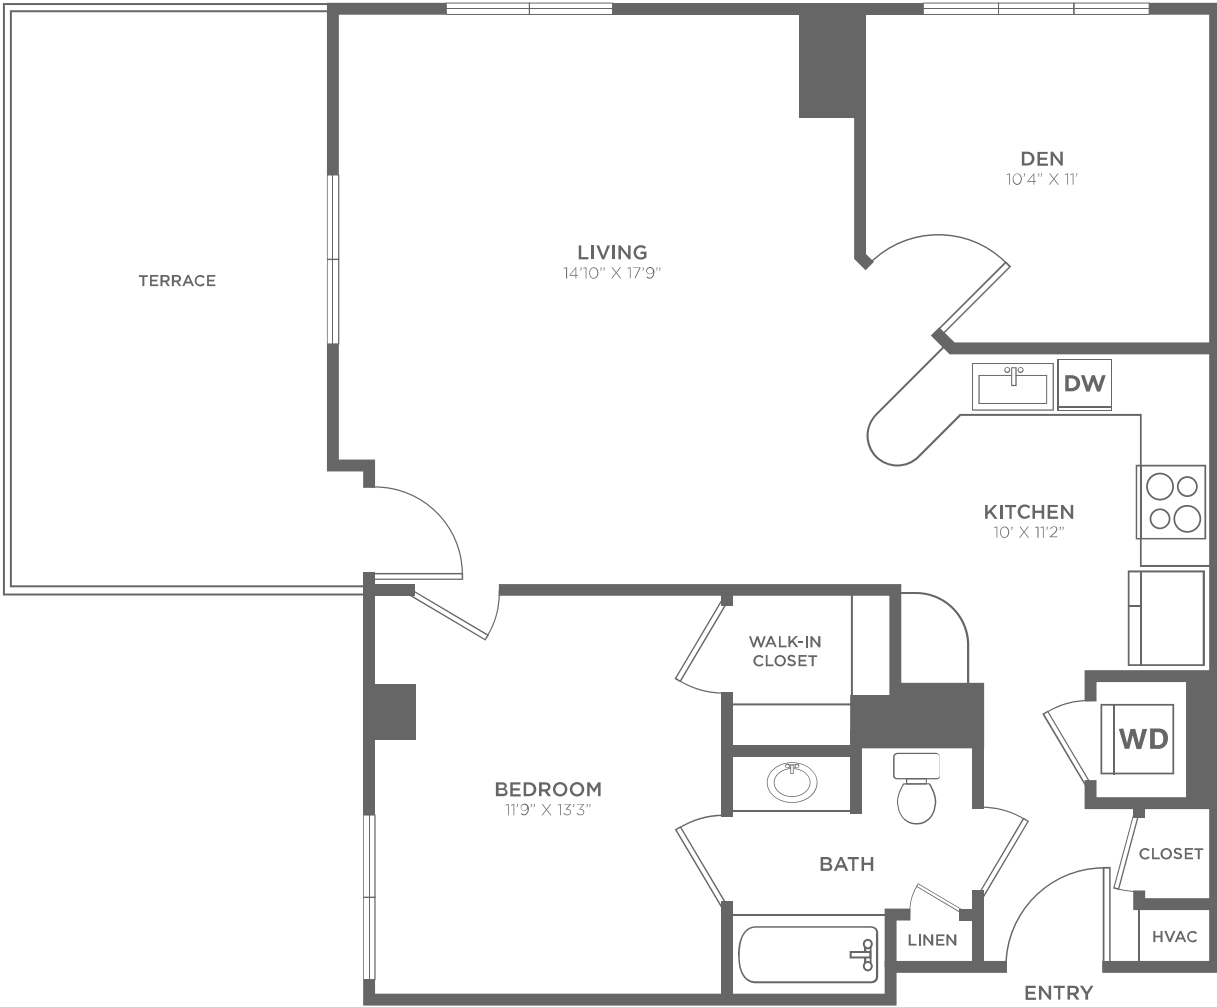 DEN
10'4" X 11'
LIVING
14'10" X 17'9"
TERRACE
DW
KITCHEN
10' X 11'2"
WALK-IN
CLOSET
WD
BEDROOM
11'9" X 13'3"
BATH
CLOSET
LINEN
HVAC
ENTRY